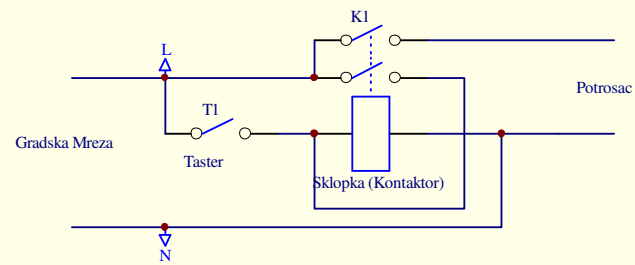 K1
L
Potrosac
T1
Gradska Mreza
Taster
Sklopka (Kontaktor)
N